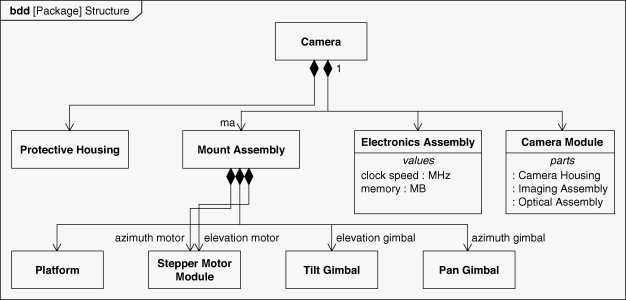 bdd [Package] Structure
Camera
1
ma
Protective Housing
Mount Assembly
Electronics Assembly
values
clock speed : MHz
memory : MB
Camera Module
parts
: Camera Housing
: Imaging Assembly
: Optical Assembly
azimuth motor
elevation motor
elevation gimbal
azimuth gimbal
Platform
Stepper Motor
Module
Tilt Gimbal
Pan Gimbal